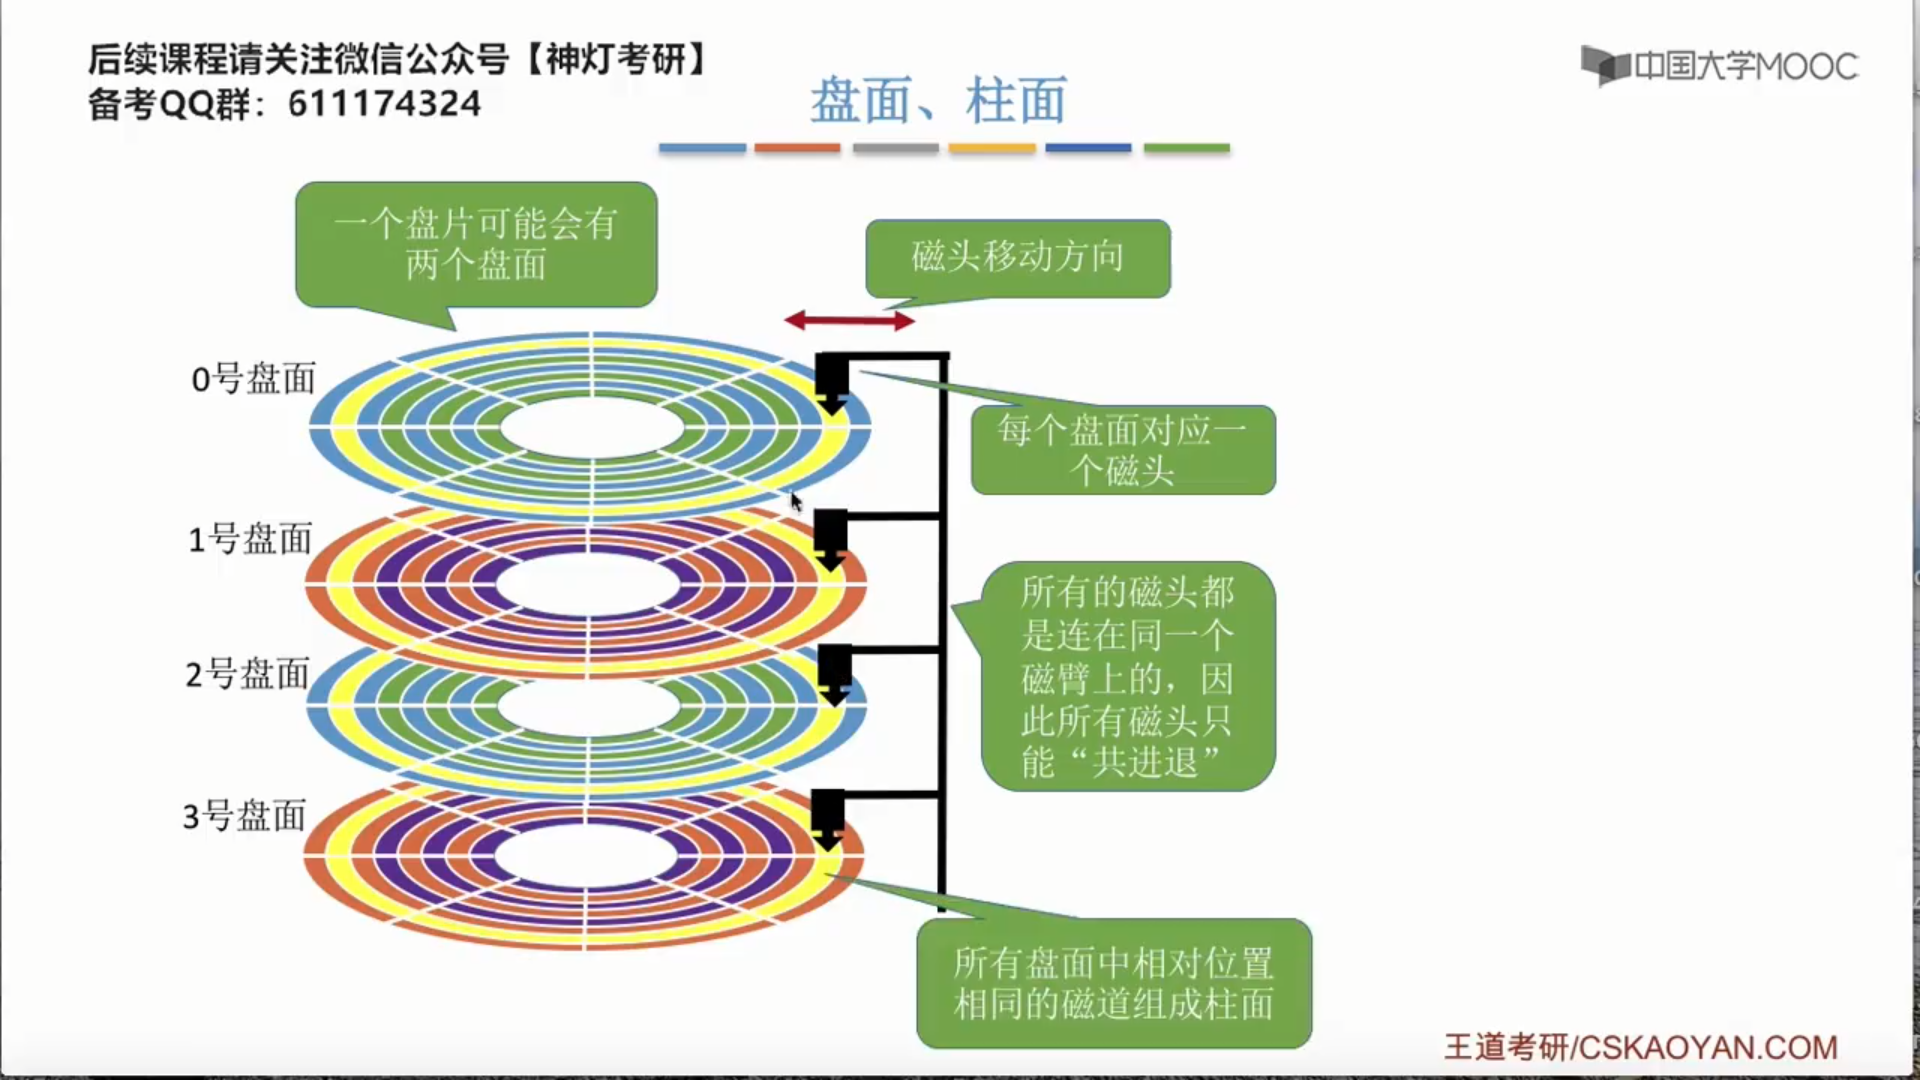 后续课程请关注微信公众号【神灯考研】
备考QQ群：611174324
中国大学MOOC
盘面、柱面
一个盘片可能会有
两个盘面
磁头移动方向
0号盘面
每个盘面对应一
个磁头
1号盘面
所有的磁头都
是连在同一个
磁臂上的，因
此所有磁头只
能“共进退”
2号盘面
3号盘面
所有盘面中相对位置
相同的磁道组成柱面
王道考研/CSKAOYAN.COM